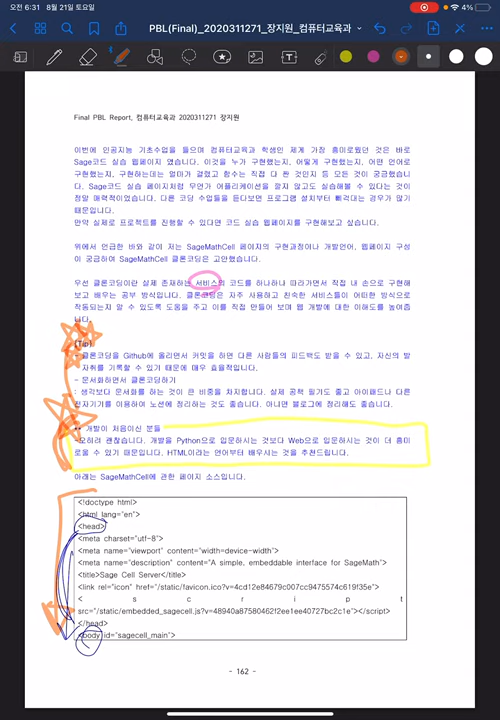 오전 6:31 8월 21일 토요일
4%
PBL(Final)_2020311271_장지원_컴퓨터교육과
Final PBL Report, 컴퓨터교육과 2020311271 장지원
이번에 인공지능 기초수업을 들으며 컴퓨터교육과 학생인 제게 가장 흥미로웠던 것은 바로
Sage코드 실습 웹페이지 였습니다. 이것을 누가 구현했는지, 어떻게 구현했는지, 어떤 언어로
구현했는지, 구현하는데는 얼마가 걸렸고 함수는 직접 다 짠 것인지 등 모든 것이 궁금했습니
다. Sage코드 실습 페이지처럼 무언가 어플리케이션을 깔지 않고도 실습해볼 수 있다는 것이
정말 매력적이었습니다. 다른 코딩 수업들을 듣다보면 프로그램 설치부터 삐걱대는 경우가 많기
때문입니다.
만약 실제로 프로젝트를 진행할 수 있다면 코드 실습 웹페이지를 구현해보고 싶습니다.
위에서 언급한 바와 같이 저는 SageMathCell 페이지의 구현과정이나 개발언어, 웹페이지 구성
이 궁금하여 SageMathCell 클론코딩을 고안했습니다.
우선 클론코딩이란 실제 존재하는 서비스의 코드를 하나하나 따라가면서 직접 내 손으로 구현해
보고 배우는 공부 방식입니다. 클론코딩은 자주 사용하고 친숙한 서비스들이 어떠한 방식으로
작동되는지 알 수 있도록 도움을 주고 이를 직접 만들어 보며 웹 개발에 대한 이해도를 높여줍
니다.
(Tip)
- 클론코딩을 Github에 올리면서 커밋을 하면 다른 사람들의 피드백도 받을 수 있고, 자신의 발
자취를 기록할 수 있기 때문에 매우 효율적입니다.
- 문서화하면서 클론코딩하기
: 생각보다 문서화를 하는 것이 큰 비중을 차지합니다. 실제 공책 필기도 좋고 아이패드나 다른
전자기기를 이용하여 노션에 정리하는 것도 좋습니다. 아니면 블로그에 정리해도 좋습니다.
** 개발이 처음이신 분들
-오히려 괜찮습니다. 개발을 Python으로 입문하시는 것보다 Web으로 입문하시는 것이 더 흥미
로울 수 있기 때문입니다. HTML이라는 언어부터 배우시는 것을 추천드립니다.
아래는 SageMathCell에 관한 페이지 소스입니다.
<!doctype html>
<html lang="en">
<head>
<meta charset="utf-8">
<meta name="viewport" content="width=device-width">
<meta name="description" content="A simple, embeddable interface for SageMath">
<title>Sage Cell Server</title>
<link rel="icon" href="/static/favicon.ico?v=4cd12e84679c007cc9475574c619f35e">
< s c r i p t
src="/static/embedded_sagecell.js?v=48940a87580462f2ee1ee40727bc2c1e"></script>
</head>
<body id="sagecell_main">
- 162 -